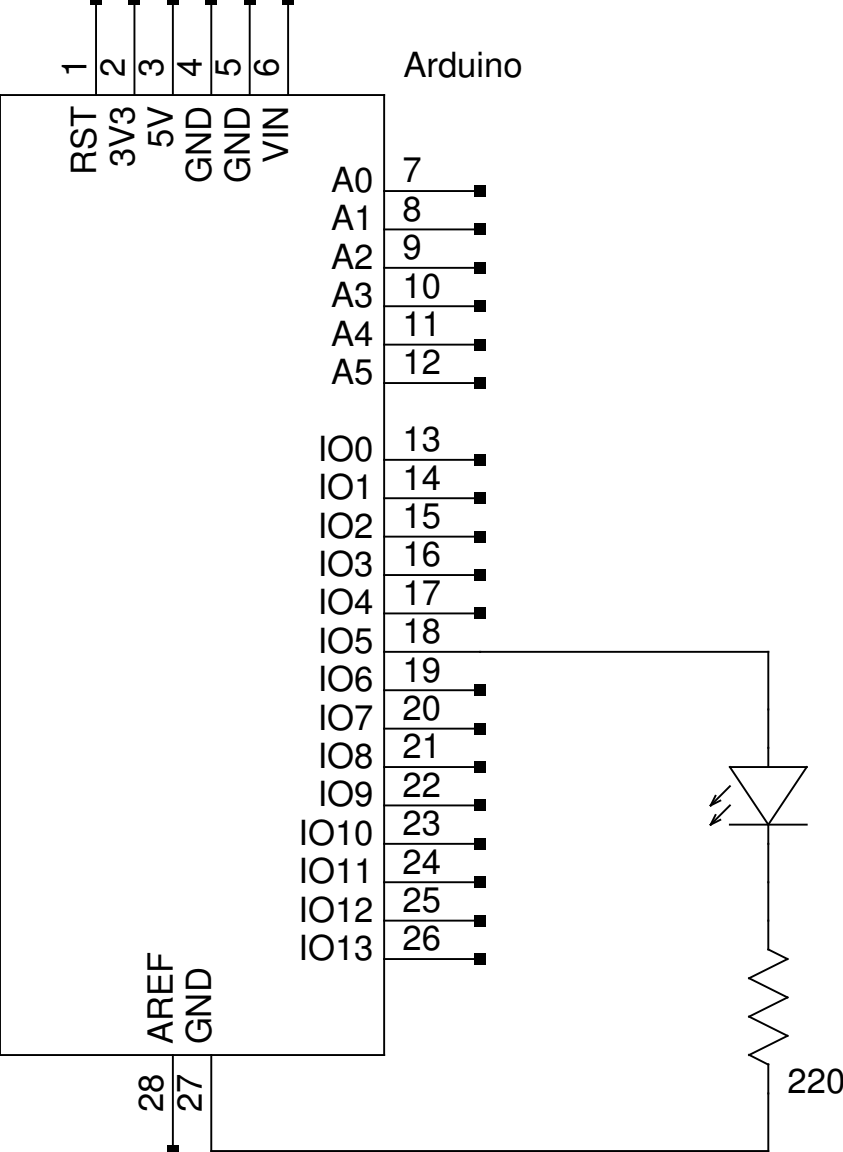 Arduino
1 2 3 4 5 6
RST 3V3 5V GND GND VIN
A0 7
A1 8
A2 9
A3 10
A4 11
A5 12
IO0 13
IO1 14
IO2 15
IO3 16
IO4 17
IO5 18
IO6 19
IO7 20
IO8 21
IO9 22
IO10 23
IO11 24
IO12 25
IO13 26
AREF GND
28 27
220